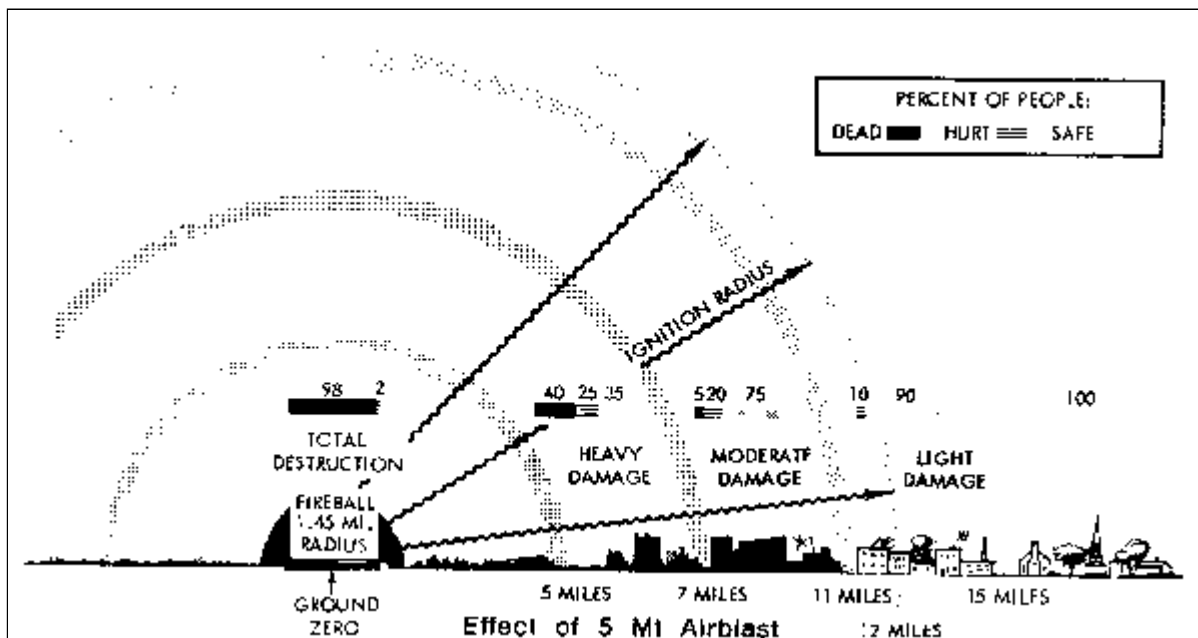 PERCENT OF PEOPLE:
DEAD HURT SAFE
IGNITION RADIUS
98 2 40 25 35 5 20 75 10 90 100
TOTAL
DESTRUCTION
HEAVY
DAMAGE
MODERATE
DAMAGE
LIGHT
DAMAGE
FIREBALL
1.45 MI.
RADIUS
GROUND
ZERO
5 MILES 7 MILES 11 MILES 15 MILES
12 MILES
Effect of 5 Mt Airblast